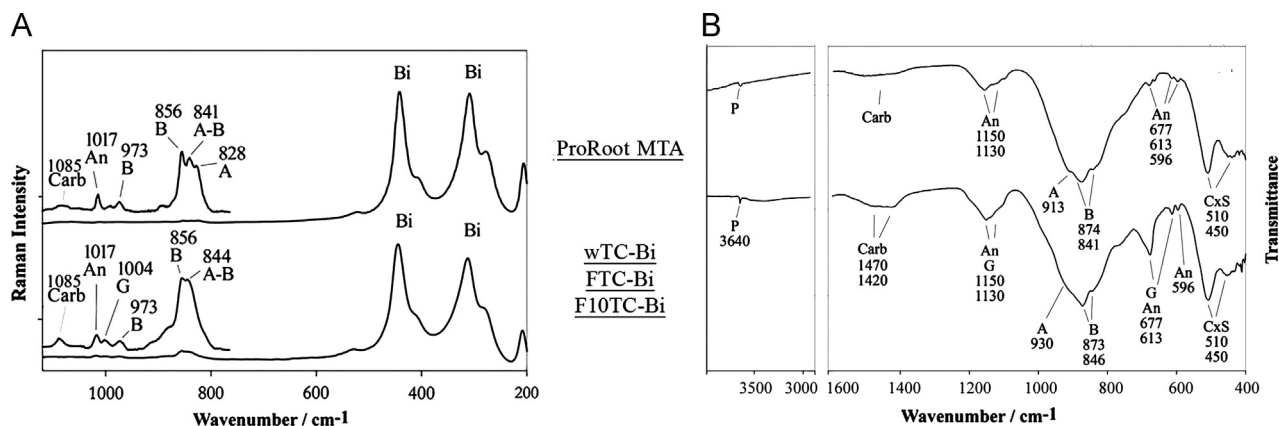 A
Bi
Bi
856
B
841
A-B
828
A
1017
An
973
B
1085
Carb
Bi
Bi
856
B
844
A-B
1017
An
1004
G
973
B
1085
Carb
Raman Intensity
1000
800
600
400
200
Wavenumber / cm-1
ProRoot MTA
wTC-Bi
FTC-Bi
F10TC-Bi
B
P
Carb
An
1150
1130
A
913
B
874
841
An
677
613
596
CxS
510
450
P
3640
Carb
1470
1420
An
G
1150
1130
A
930
B
873
846
G
An
677
613
An
596
CxS
510
450
Transmittance
3500
3000
1600
1400
1200
1000
800
600
400
Wavenumber / cm-1